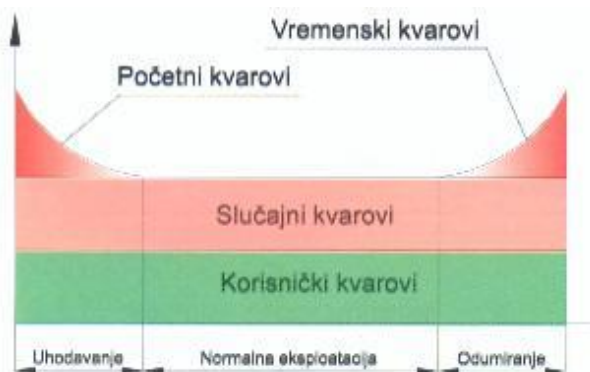 Vremenski kvarovi
Početni kvarovi
Slučajni kvarovi
Korisnički kvarovi
Uhodavanje
Normalna eksploatacija
Odumiranje